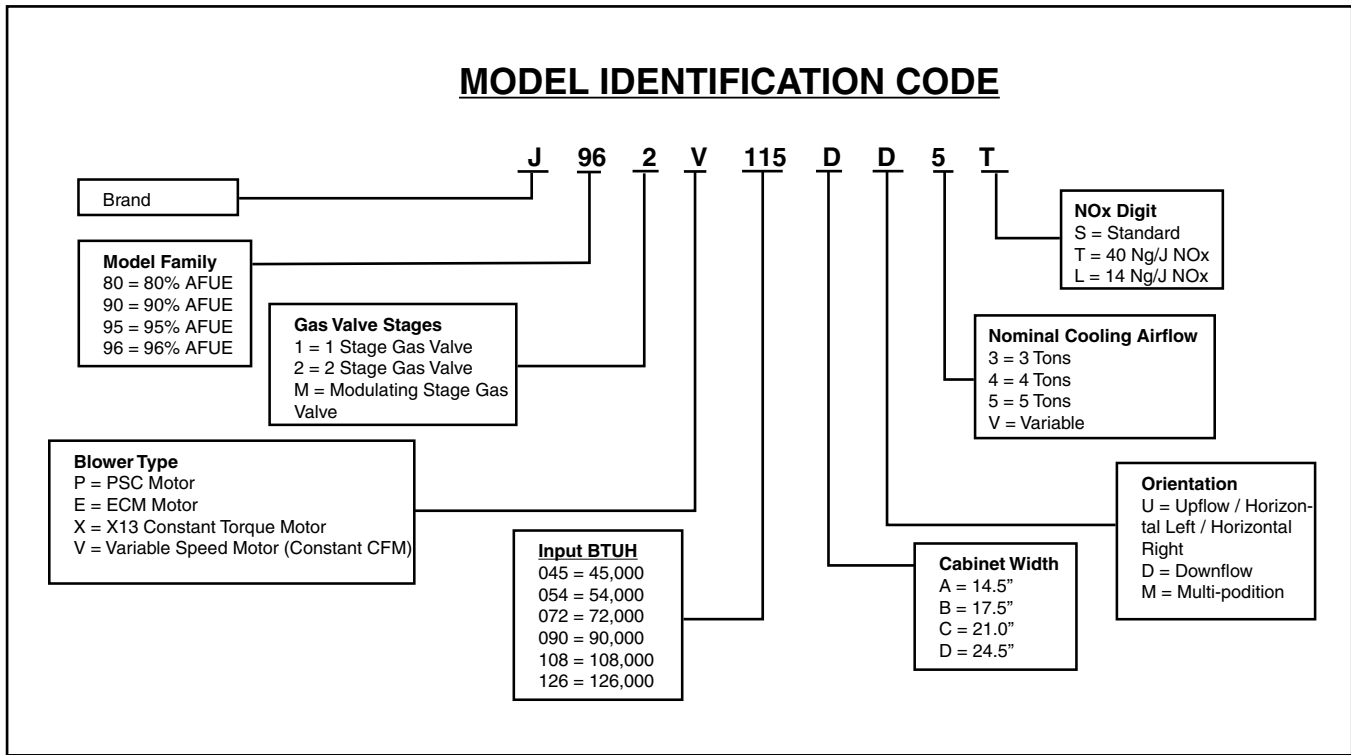 MODEL IDENTIFICATION CODE
J 96 2 V 115 D D 5 T
Brand
Model Family
80 = 80% AFUE
90 = 90% AFUE
95 = 95% AFUE
96 = 96% AFUE
Gas Valve Stages
1 = 1 Stage Gas Valve
2 = 2 Stage Gas Valve
M = Modulating Stage Gas
Valve
Blower Type
P = PSC Motor
E = ECM Motor
X = X13 Constant Torque Motor
V = Variable Speed Motor (Constant CFM)
Input BTUH
045 = 45,000
054 = 54,000
072 = 72,000
090 = 90,000
108 = 108,000
126 = 126,000
Cabinet Width
A = 14.5”
B = 17.5”
C = 21.0”
D = 24.5”
Orientation
U = Upflow / Horizon-
tal Left / Horizontal
Right
D = Downflow
M = Multi-podition
Nominal Cooling Airflow
3 = 3 Tons
4 = 4 Tons
5 = 5 Tons
V = Variable
NOx Digit
S = Standard
T = 40 Ng/J NOx
L = 14 Ng/J NOx